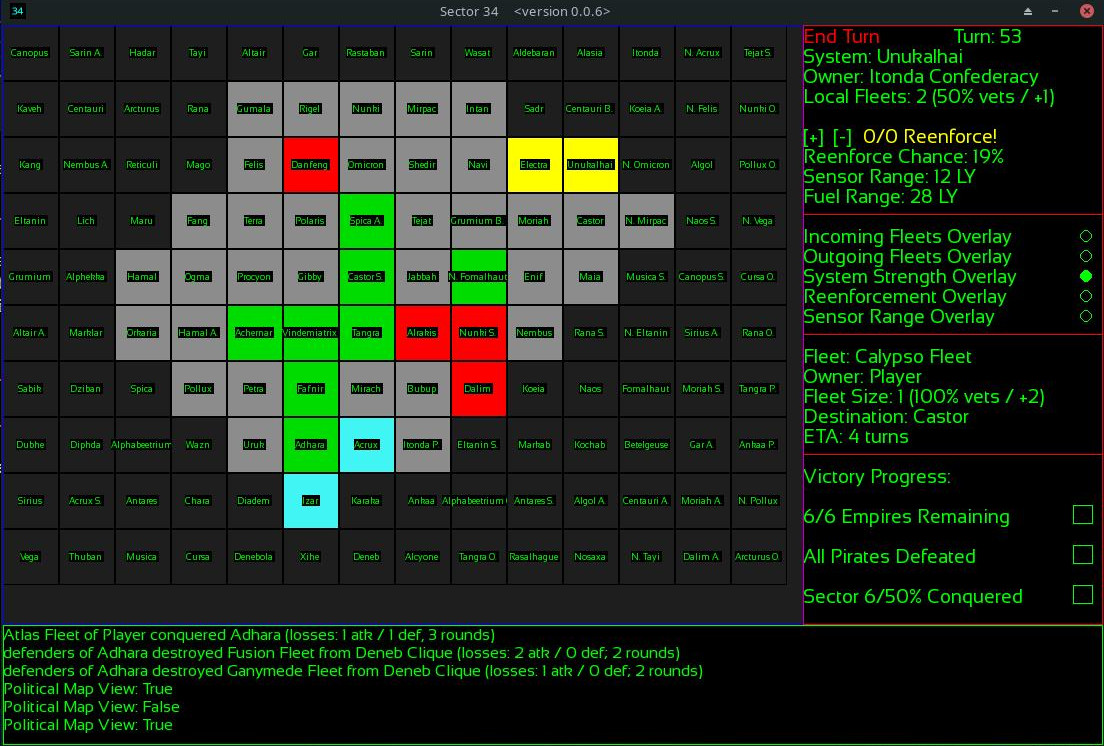 34 Sector 34 <version 0.0.6>
Canopus Sarin A. Hadar Tayi Altair Gar Rastaban Sarin Wasat Aldebaran Alasia Itonda N. Acrux Tejat S.
Kaveh Centauri Arcturus Rana Gumala Rigel Nunki Mirpac Intan Sadr Centauri B. Koeia A. N. Felis Nunki O.
Kang Nembus A. Reticuli Mago Felis Danfeng Omicron Shedir Navi Electra Unukalhai N. Omicron Algol Pollux O.
Eltanin Lich Maru Fang Terra Polaris Spica A. Tejat Grumium B. Moriah Castor N. Mirpac Naos S. N. Vega
Grumium Alphekka Hamal Ogma Procyon Gibby Castor S. Jabbah N. Fomalhaut Enif Maia Musica S. Canopus S. Cursa O.
Altair A. Marklar Orkaria Hamal A. Achernar Vindemiatrix Tangra Alrakis Nunki S. Nembus Rana S. N. Eltanin Sirius A. Rana O.
Sabik Dziban Spica Pollux Petra Fafnir Mirach Bubup Dalim Koeia Naos Fomalhaut Moriah S. Tangra P.
Dubhe Diphda Alphabeetrium Wazn Uruk Adhara Acrux Itonda P. Eltanin S. Markab Kochab Betelgeuse Gar A. Ankaa P.
Sirius Acrux S. Antares Chara Diadem Izar Karaka Ankaa Alphabeetrium Antares S. Algol A. Centauri A. Moriah A. N. Pollux
Vega Thuban Musica Cursa Denebola Xihe Deneb Alcyone Tangra O. Rasalhague Nosaxa N. Tayi Dalim A. Arcturus O.
End Turn Turn: 53
System: Unukalhai
Owner: Itonda Confederacy
Local Fleets: 2 (50% vets / +1)
[+] [-] 0/0 Reenforce!
Reenforce Chance: 19%
Sensor Range: 12 LY
Fuel Range: 28 LY
Incoming Fleets Overlay
Outgoing Fleets Overlay
System Strength Overlay
Reenforcement Overlay
Sensor Range Overlay
Fleet: Calypso Fleet
Owner: Player
Fleet Size: 1 (100% vets / +2)
Destination: Castor
ETA: 4 turns
Victory Progress:
6/6 Empires Remaining
All Pirates Defeated
Sector 6/50% Conquered
Atlas Fleet of Player conquered Adhara (losses: 1 atk / 1 def, 3 rounds)
defenders of Adhara destroyed Fusion Fleet from Deneb Clique (losses: 2 atk / 0 def; 2 rounds)
defenders of Adhara destroyed Ganymede Fleet from Deneb Clique (losses: 1 atk / 0 def; 2 rounds)
Political Map View: True
Political Map View: False
Political Map View: True